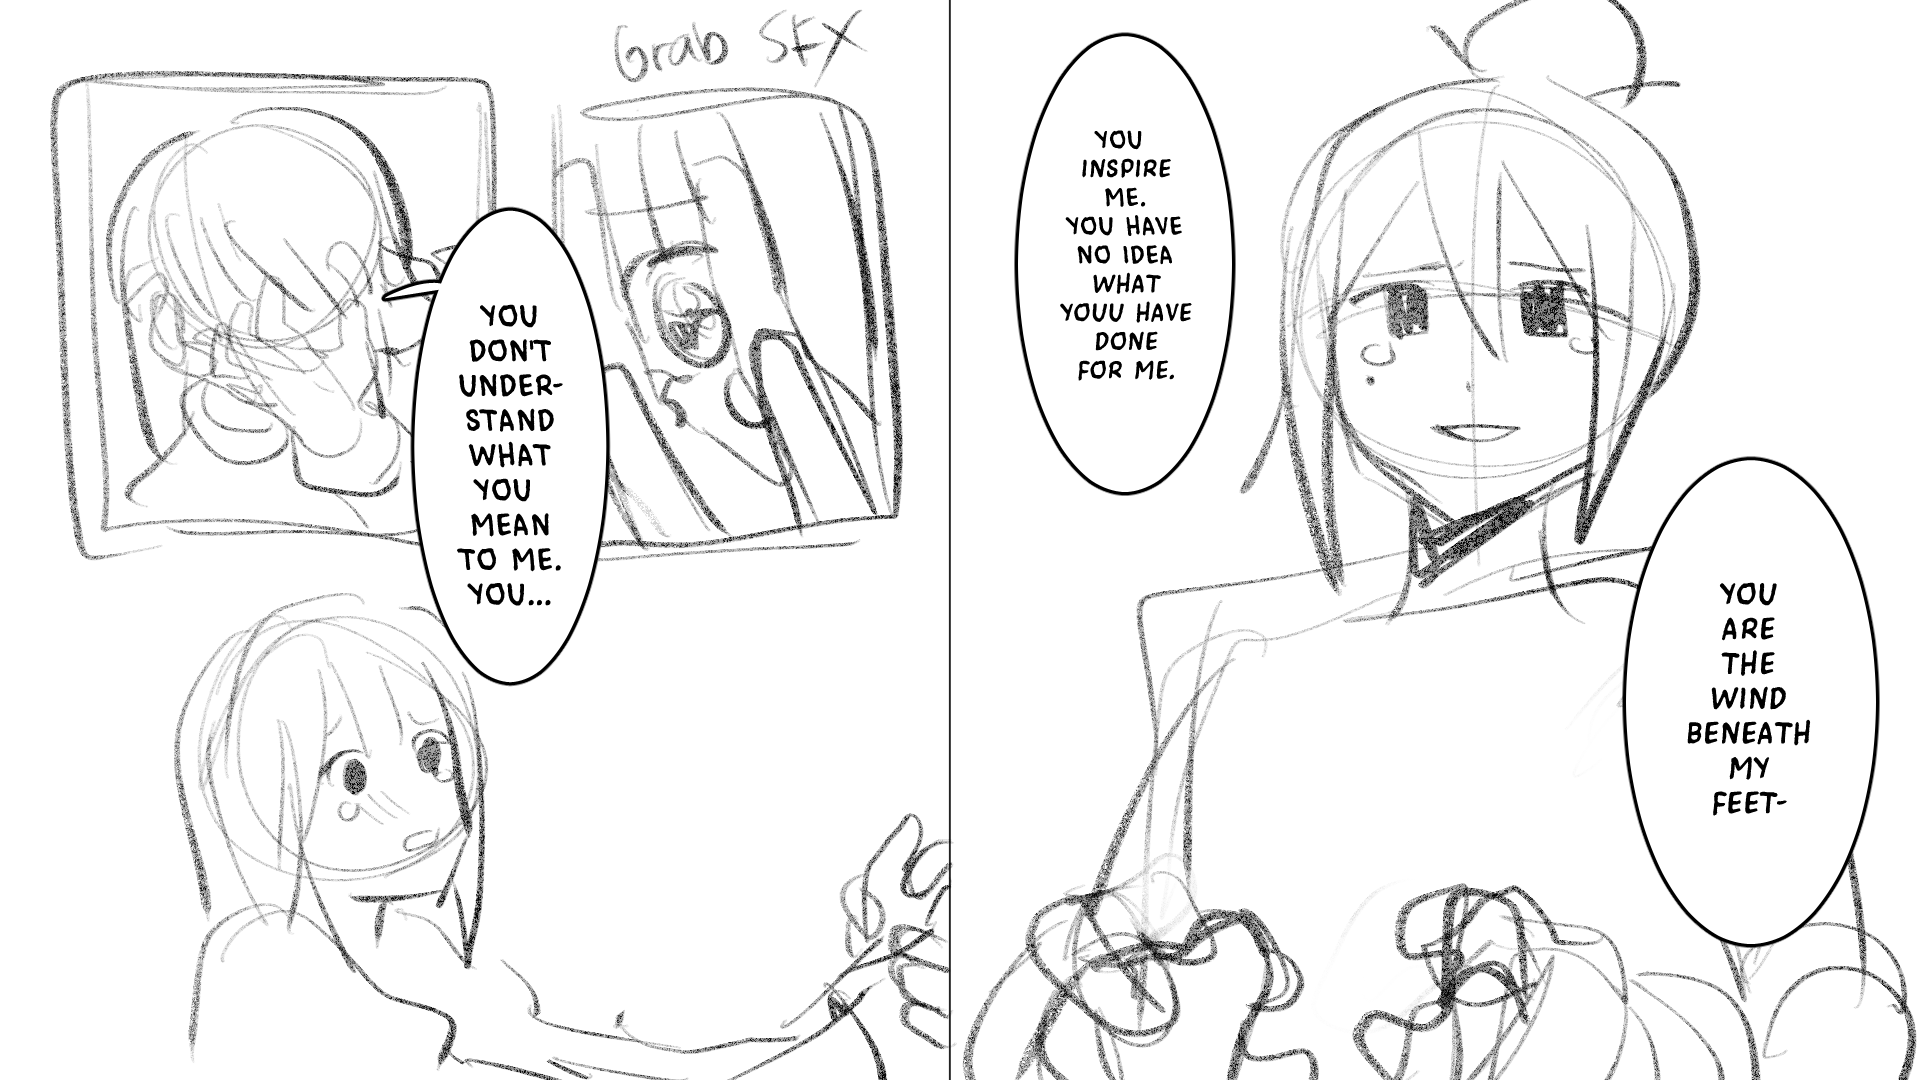 Grab SFX
YOU
DON'T
UNDER-
STAND
WHAT
YOU
MEAN
TO ME.
YOU...
YOU
INSPIRE
ME.
YOU HAVE
NO IDEA
WHAT
YOUU HAVE
DONE
FOR ME.
YOU
ARE
THE
WIND
BENEATH
MY
FEET-